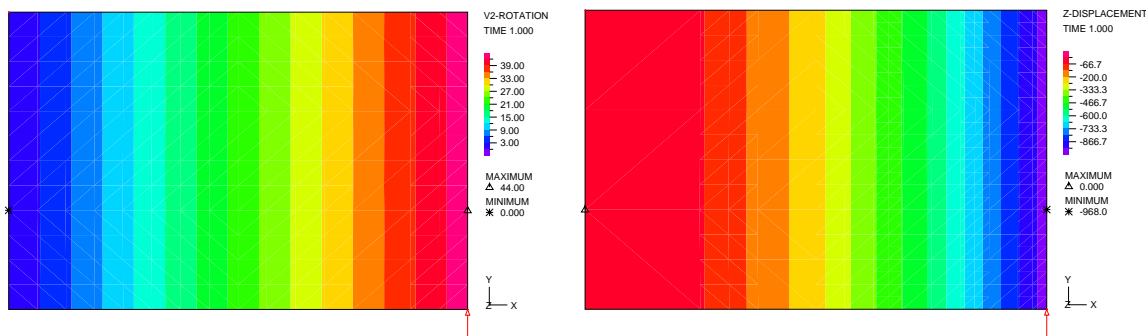 V2-ROTATION
TIME 1.000
39.00
33.00
27.00
21.00
15.00
9.00
3.00
MAXIMUM
44.00
MINIMUM
0.000
Y
Z X
Z-DISPLACEMENT
TIME 1.000
-66.7
-200.0
-333.3
-466.7
-600.0
-733.3
-866.7
MAXIMUM
0.000
MINIMUM
-968.0
Y
Z X